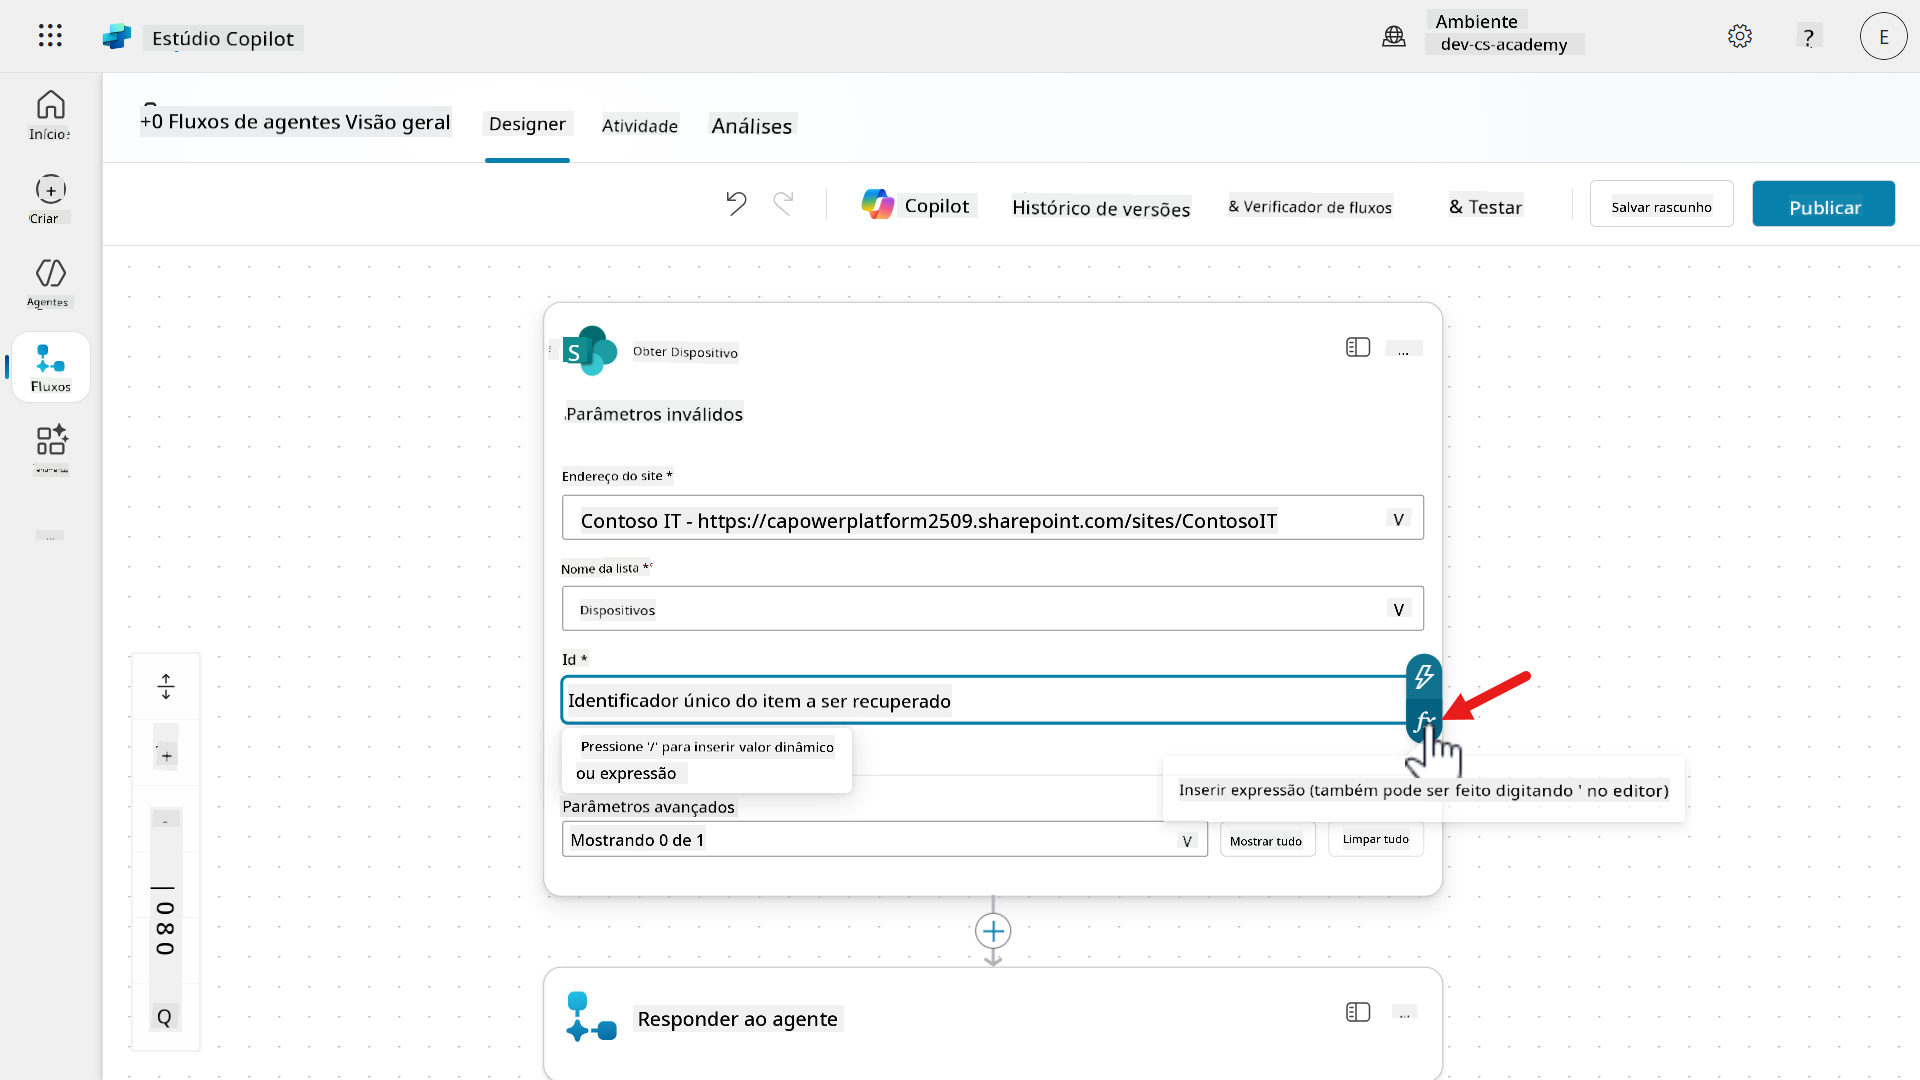 Estúdio Copilot
Ambiente
dev-cs-academy
?
E
Início
Criar
Agentes
Fluxos
...
+0 Fluxos de agentes Visão geral
Designer
Atividade
Análises
Copilot
Histórico de versões
& Verificador de fluxos
& Testar
Salvar rascunho
Publicar
S
Obter Dispositivo
...
Parâmetros inválidos
Endereço do site *
Contoso IT - https://capowerplatform2509.sharepoint.com/sites/ContosoIT
V
Nome da lista *
Dispositivos
V
Id *
Identificador único do item a ser recuperado
fx
Pressione '/' para inserir valor dinâmico
ou expressão
Inserir expressão (também pode ser feito digitando ' no editor)
Parâmetros avançados
Mostrando 0 de 1
V
Mostrar tudo
Limpar tudo
+
-
| 080
Q
Responder ao agente
...